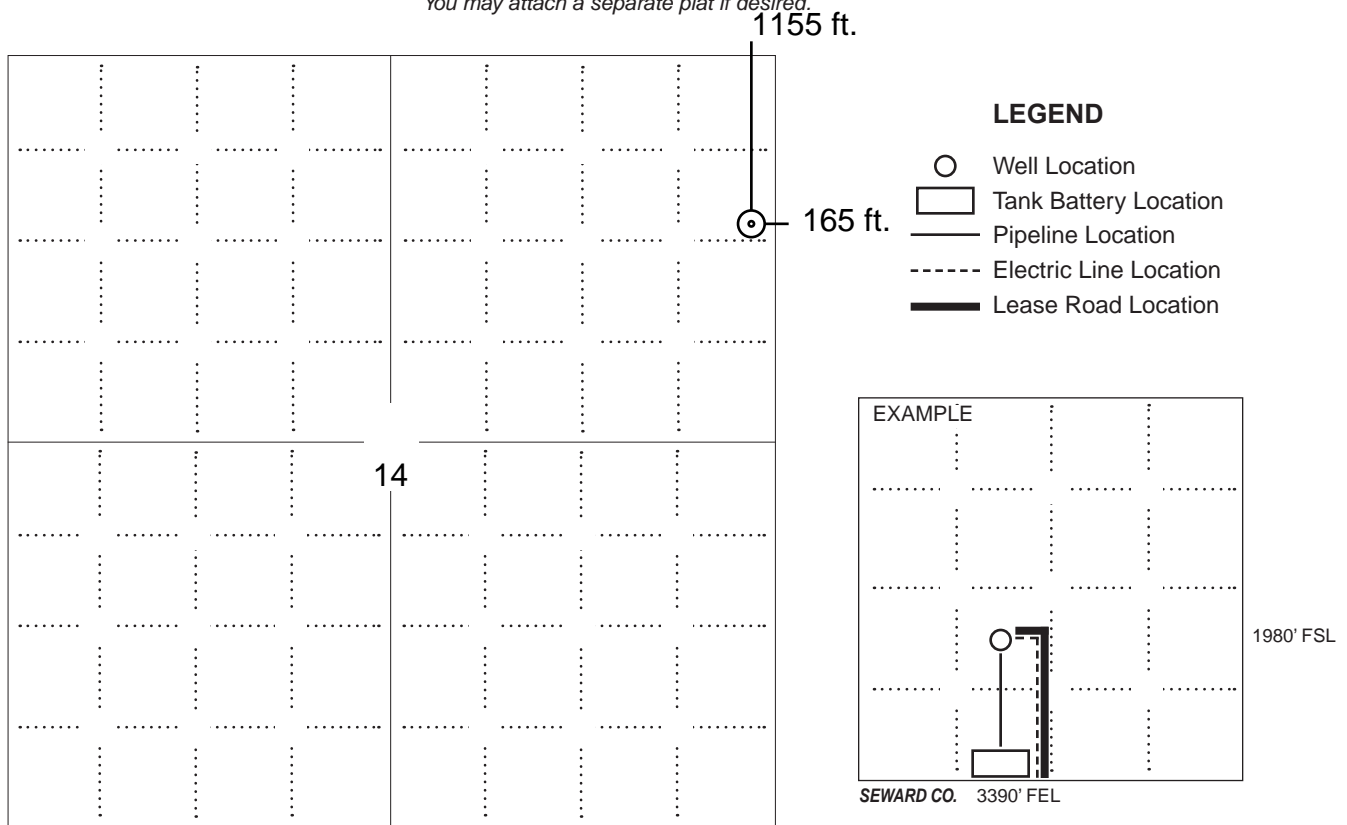 You may attach a separate plat if desired.
1155 ft.
165 ft.
14
LEGEND
Well Location
Tank Battery Location
Pipeline Location
Electric Line Location
Lease Road Location
EXAMPLE
1980' FSL
SEWARD CO. 3390' FEL